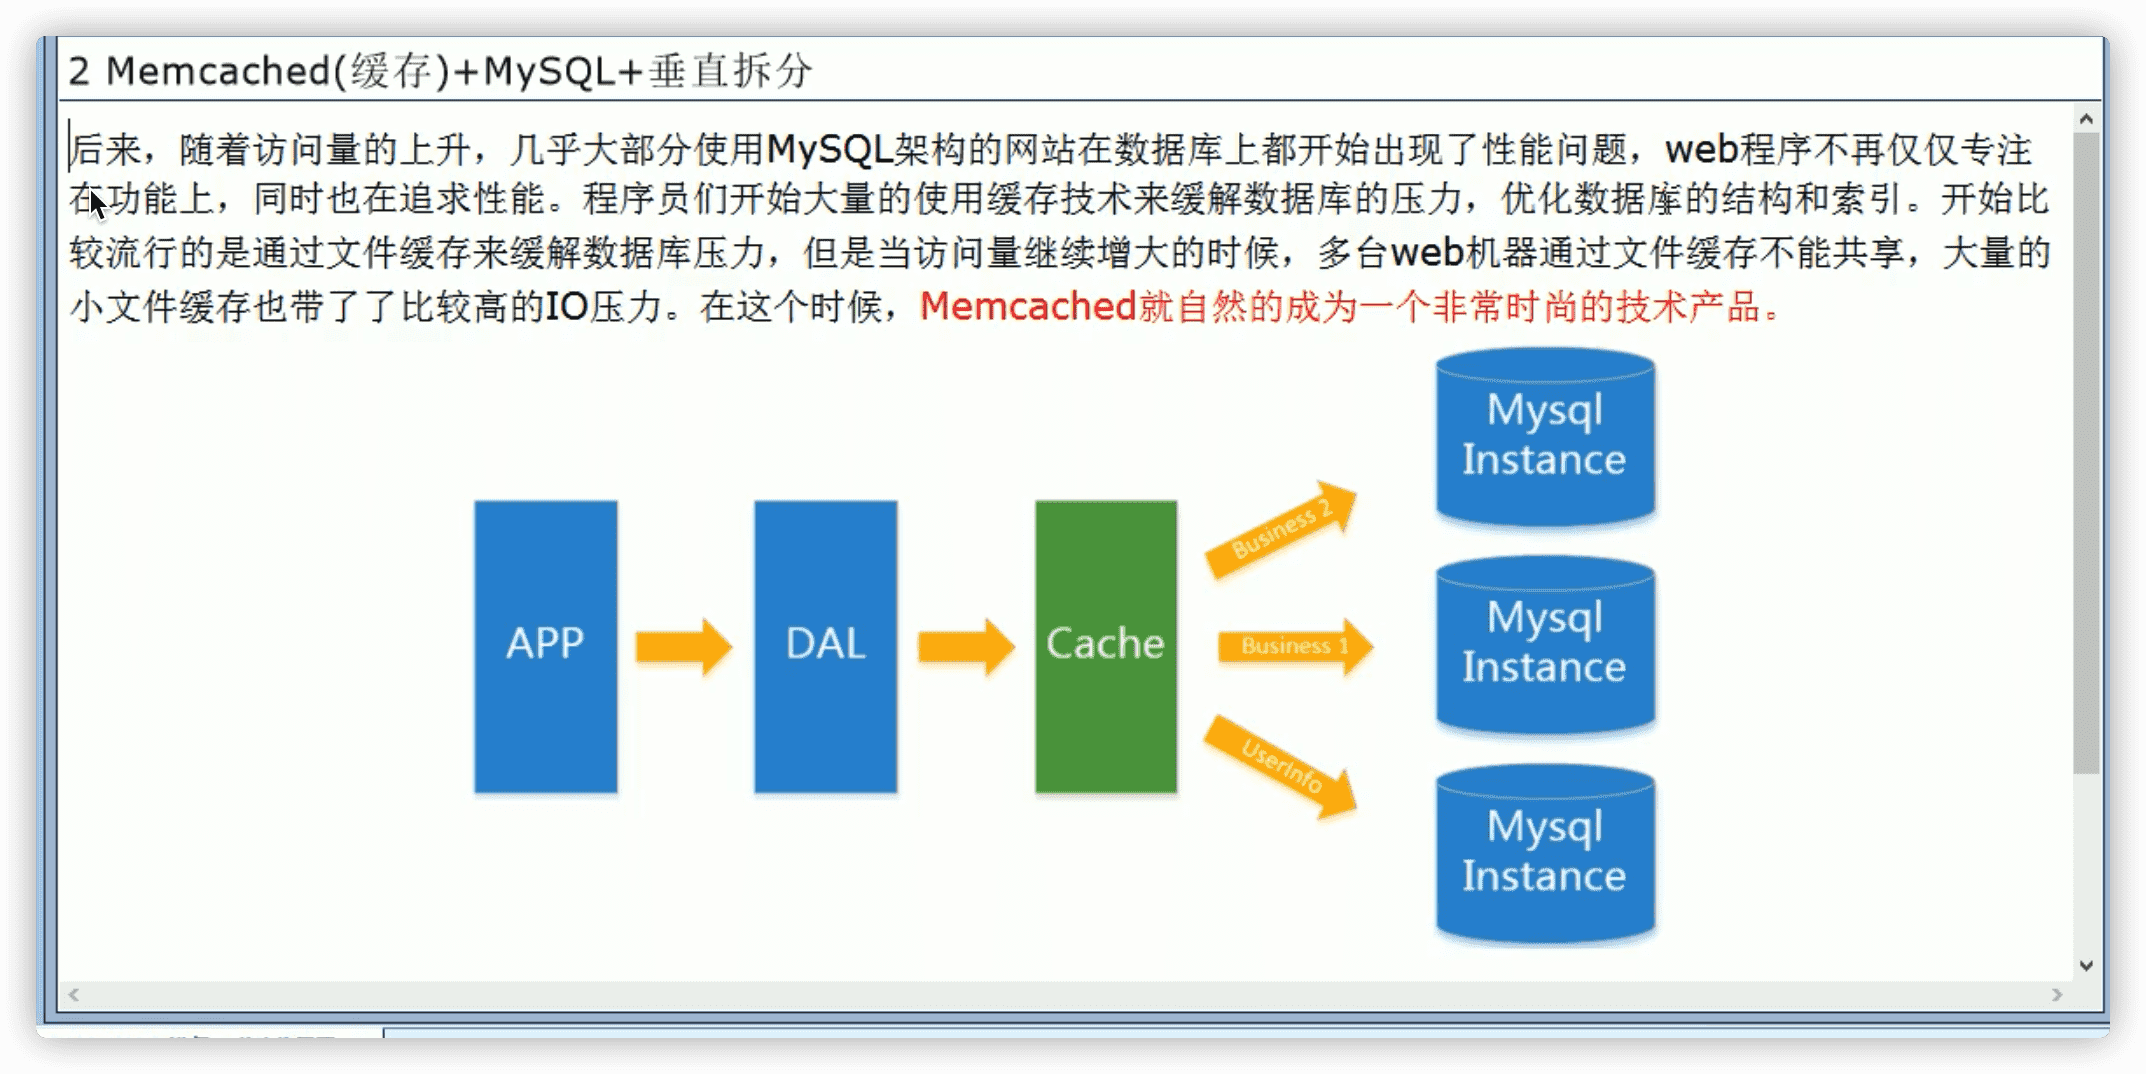 2 Memcached(缓存)+MySQL+垂直拆分
后来，随着访问量的上升，几乎大部分使用MySQL架构的网站在数据库上都开始出现了性能问题，web程序不再仅仅专注
在功能上，同时也在追求性能。程序员们开始大量的使用缓存技术来缓解数据库的压力，优化数据库的结构和索引。开始比
较流行的是通过文件缓存来缓解数据库压力，但是当访问量继续增大的时候，多台web机器通过文件缓存不能共享，大量的
小文件缓存也带了了比较高的IO压力。在这个时候，Memcached就自然的成为一个非常时尚的技术产品。
APP
DAL
Cache
Business 2
Business 1
UserInfo
Mysql
Instance
Mysql
Instance
Mysql
Instance